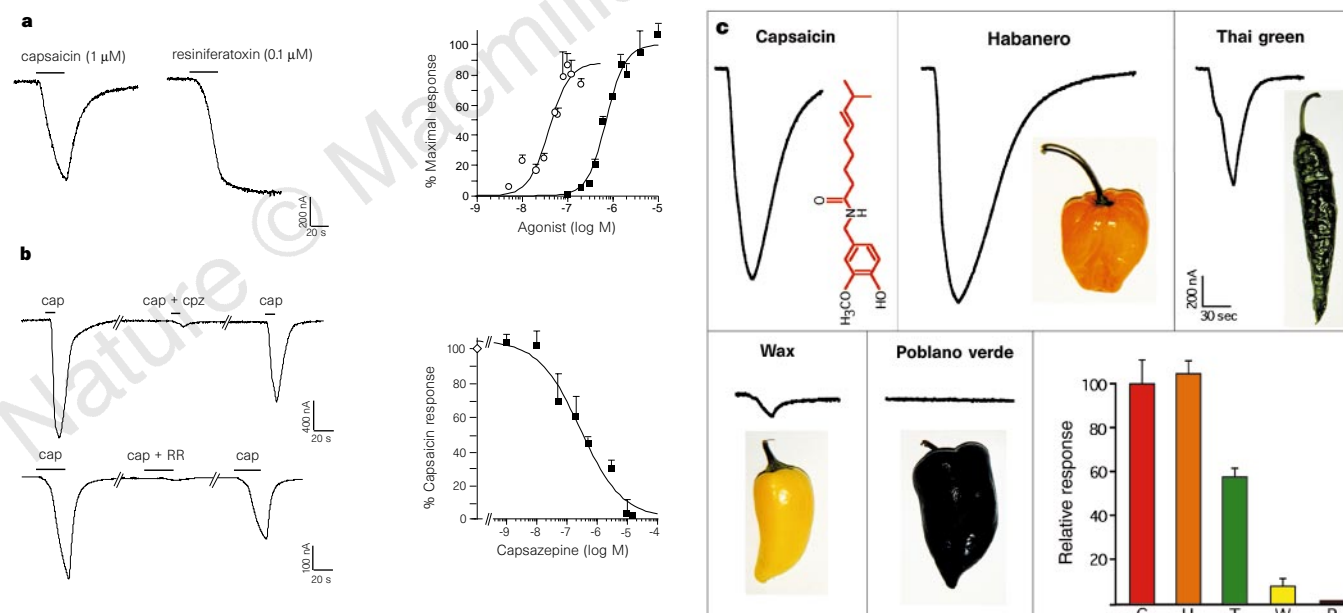 a
capsaicin (1 μM)
resiniferatoxin (0.1 μM)
200 nA
20 s
% Maximal response
100
80
60
40
20
0
-9 -8 -7 -6 -5
Agonist (log M)
b
cap
cap + cpz
cap
400 nA
20 s
cap
cap + RR
cap
100 nA
20 s
% Capsaicin response
100
80
60
40
20
0
-9 -8 -7 -6 -5 -4
Capsazepine (log M)
Nature © Macmill
c
Capsaicin
O
N
H
H₃CO
HO
Habanero
Thai green
200 nA
30 sec
Wax
Poblano verde
Relative response
100
80
60
40
20